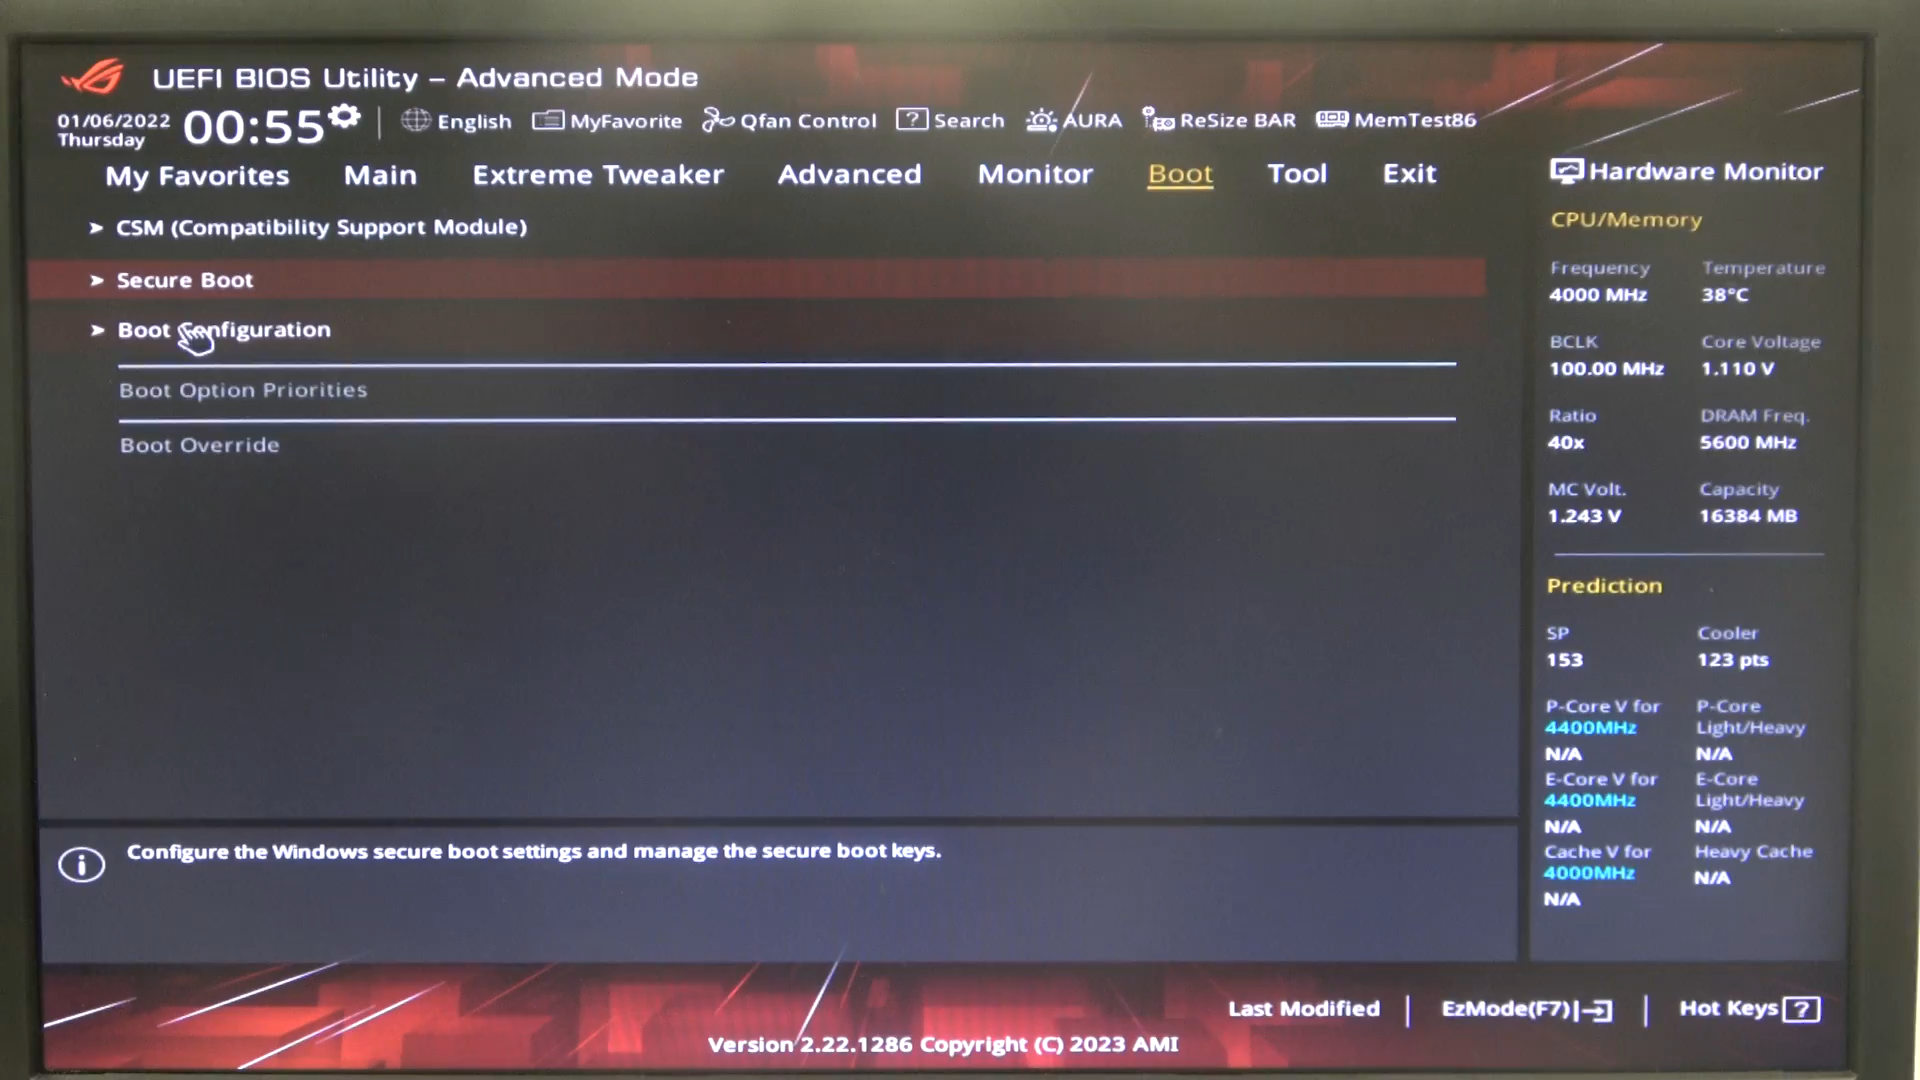 UEFI BIOS Utility – Advanced Mode
01/06/2022
Thursday
00:55
English
MyFavorite
Qfan Control
? Search
AURA
ReSize BAR
MemTest86
My Favorites
Main
Extreme Tweaker
Advanced
Monitor
Boot
Tool
Exit
CSM (Compatibility Support Module)
Secure Boot
Boot Configuration
Boot Option Priorities
Boot Override
Configure the Windows secure boot settings and manage the secure boot keys.
Hardware Monitor
CPU/Memory
Frequency Temperature
4000 MHz 38°C
BCLK Core Voltage
100.00 MHz 1.110 V
Ratio DRAM Freq.
40x 5600 MHz
MC Volt. Capacity
1.243 V 16384 MB
Prediction
SP Cooler
153 123 pts
P-Core V for P-Core
4400MHz Light/Heavy
N/A N/A
E-Core V for E-Core
4400MHz Light/Heavy
N/A N/A
Cache V for Heavy Cache
4000MHz N/A
N/A
Last Modified
EzMode(F7)
Hot Keys ?
Version 2.22.1286 Copyright (C) 2023 AMI